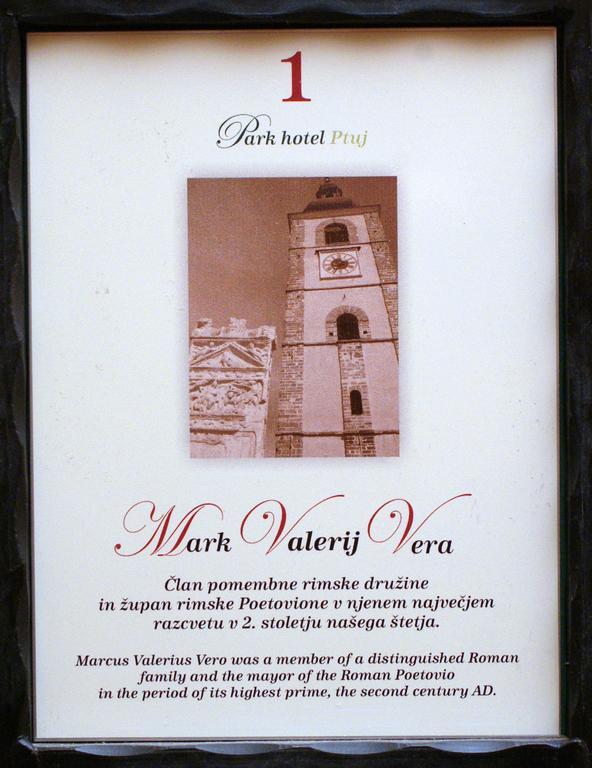 1
Park hotel Ptuj
Mark Valerij Vera
Član pomembne rimske družine
in župan rimske Poetovione v njenem največjem
razcvetu v 2. stoletju našega štetja.
Marcus Valerius Vero was a member of a distinguished Roman
family and the mayor of the Roman Poetovio
in the period of its highest prime, the second century AD.